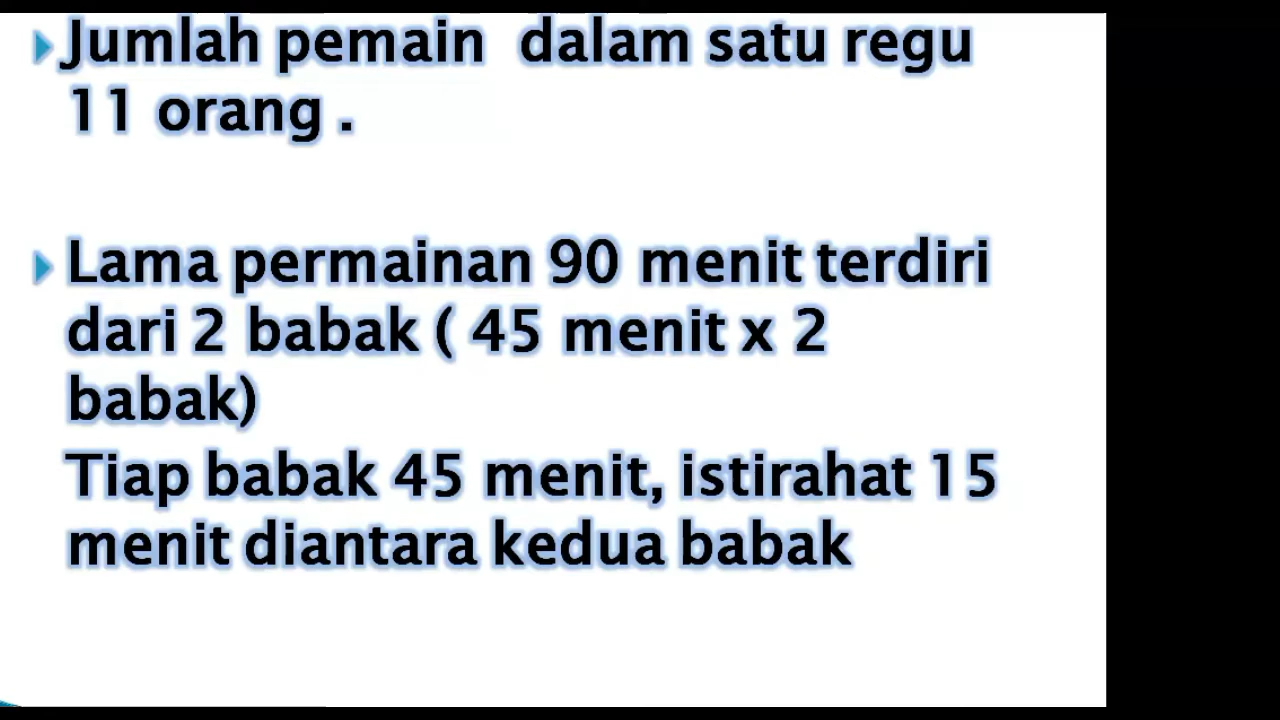 Jumlah pemain dalam satu regu
11 orang .
Lama permainan 90 menit terdiri
dari 2 babak ( 45 menit x 2
babak)
Tiap babak 45 menit, istirahat 15
menit diantara kedua babak